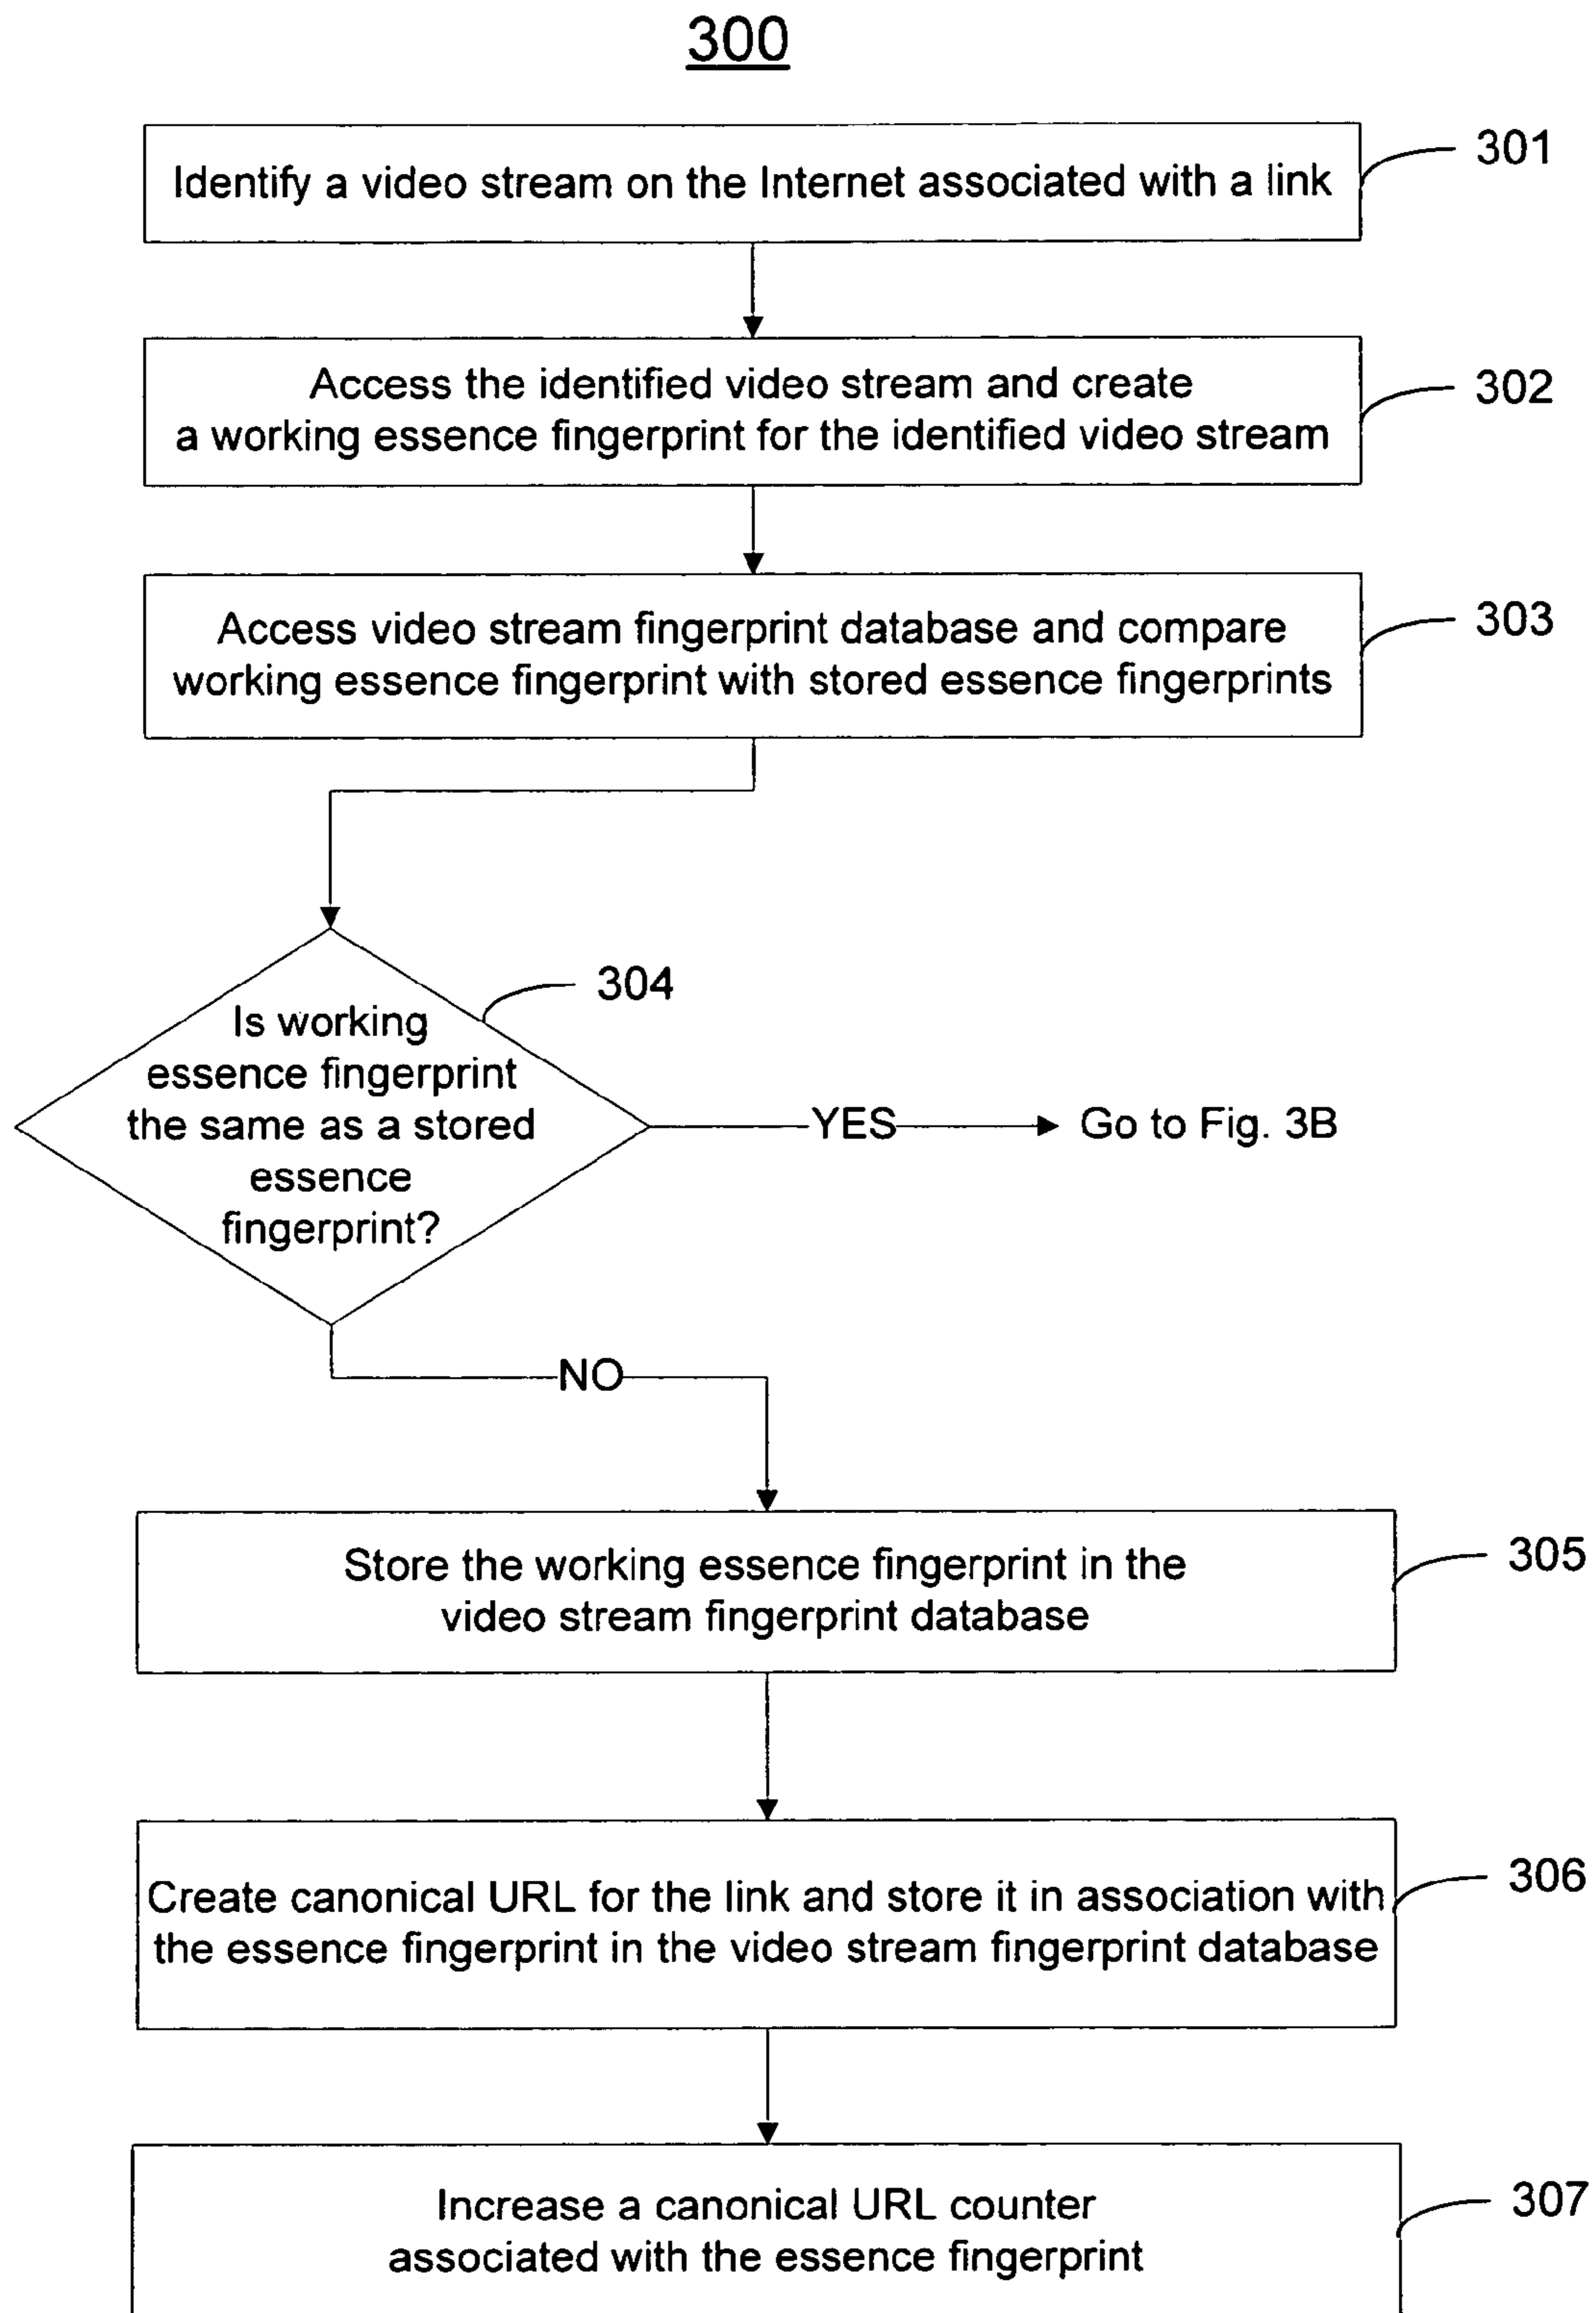 300
Identify a video stream on the Internet associated with a link
301
Access the identified video stream and create
a working essence fingerprint for the identified video stream
302
Access video stream fingerprint database and compare
working essence fingerprint with stored essence fingerprints
303
304
Is working
essence fingerprint
the same as a stored
essence
fingerprint?
YES
Go to Fig. 3B
NO
Store the working essence fingerprint in the
video stream fingerprint database
305
Create canonical URL for the link and store it in association with
the essence fingerprint in the video stream fingerprint database
306
Increase a canonical URL counter
associated with the essence fingerprint
307